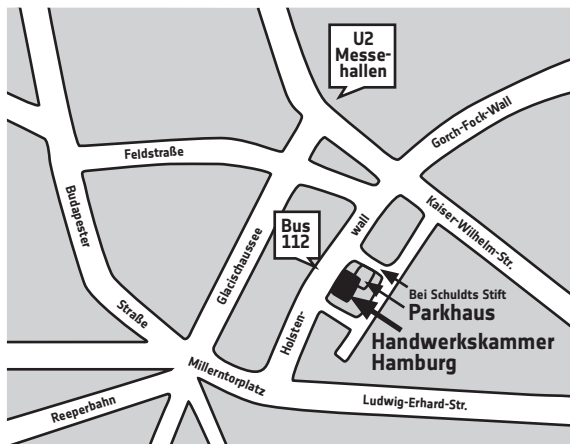 U2
Messe-
hallen
Gorch-Fock-Wall
Feldstraße
Kaiser-Wilhelm-Str.
Budapester
Straße
Glacischaussee
Bus
112
wall
Holsten-
Bei Schuldts Stift
Parkhaus
Handwerkskammer
Hamburg
Millerntorplatz
Reeperbahn
Ludwig-Erhard-Str.